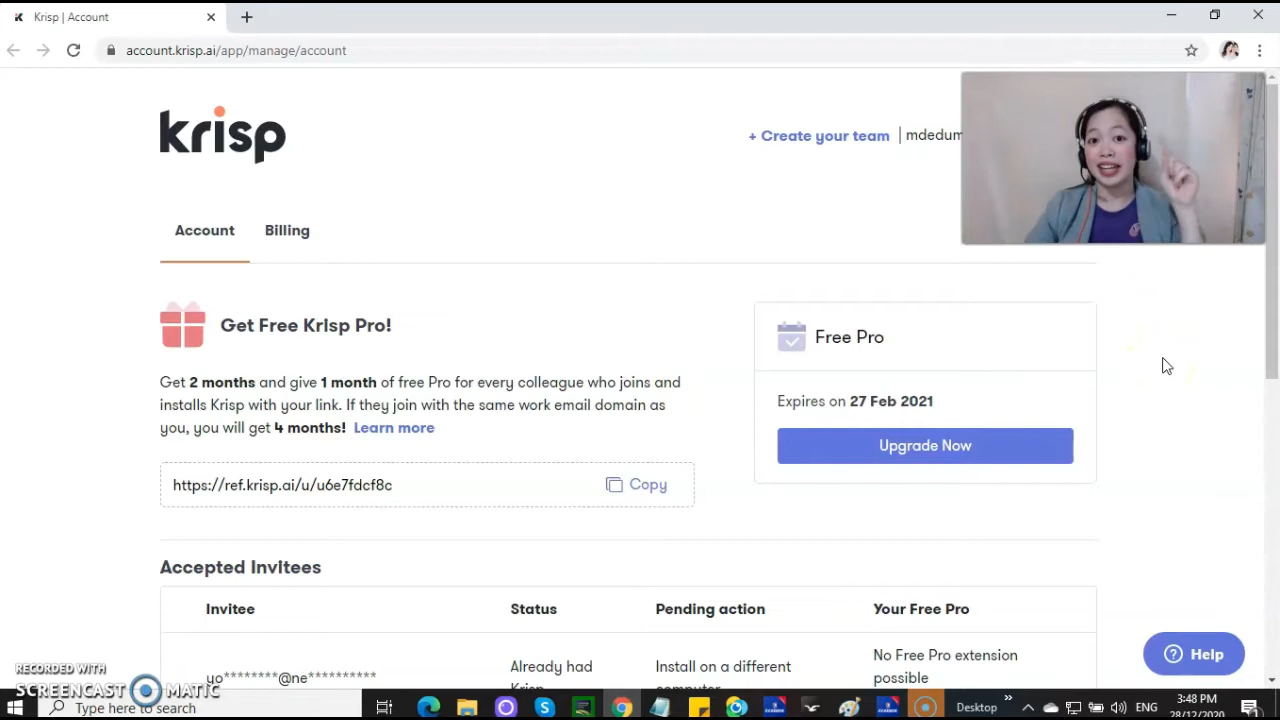 Krisp | Account
account.krisp.ai/app/manage/account
krisp
+ Create your team | mdedum
Account Billing
Get Free Krisp Pro!
Get 2 months and give 1 month of free Pro for every colleague who joins and
installs Krisp with your link. If they join with the same work email domain as
you, you will get 4 months! Learn more
https://ref.krisp.ai/u/u6e7fdcf8c Copy
Free Pro
Expires on 27 Feb 2021
Upgrade Now
Accepted Invitees
Invitee Status Pending action Your Free Pro
yo********@ne********** Already had Install on a different No Free Pro extension
Krisp computer possible
Help
RECORDED WITH
SCREENCAST MATIC
Type here to search
Desktop
ENG
3:48 PM
28/12/2020